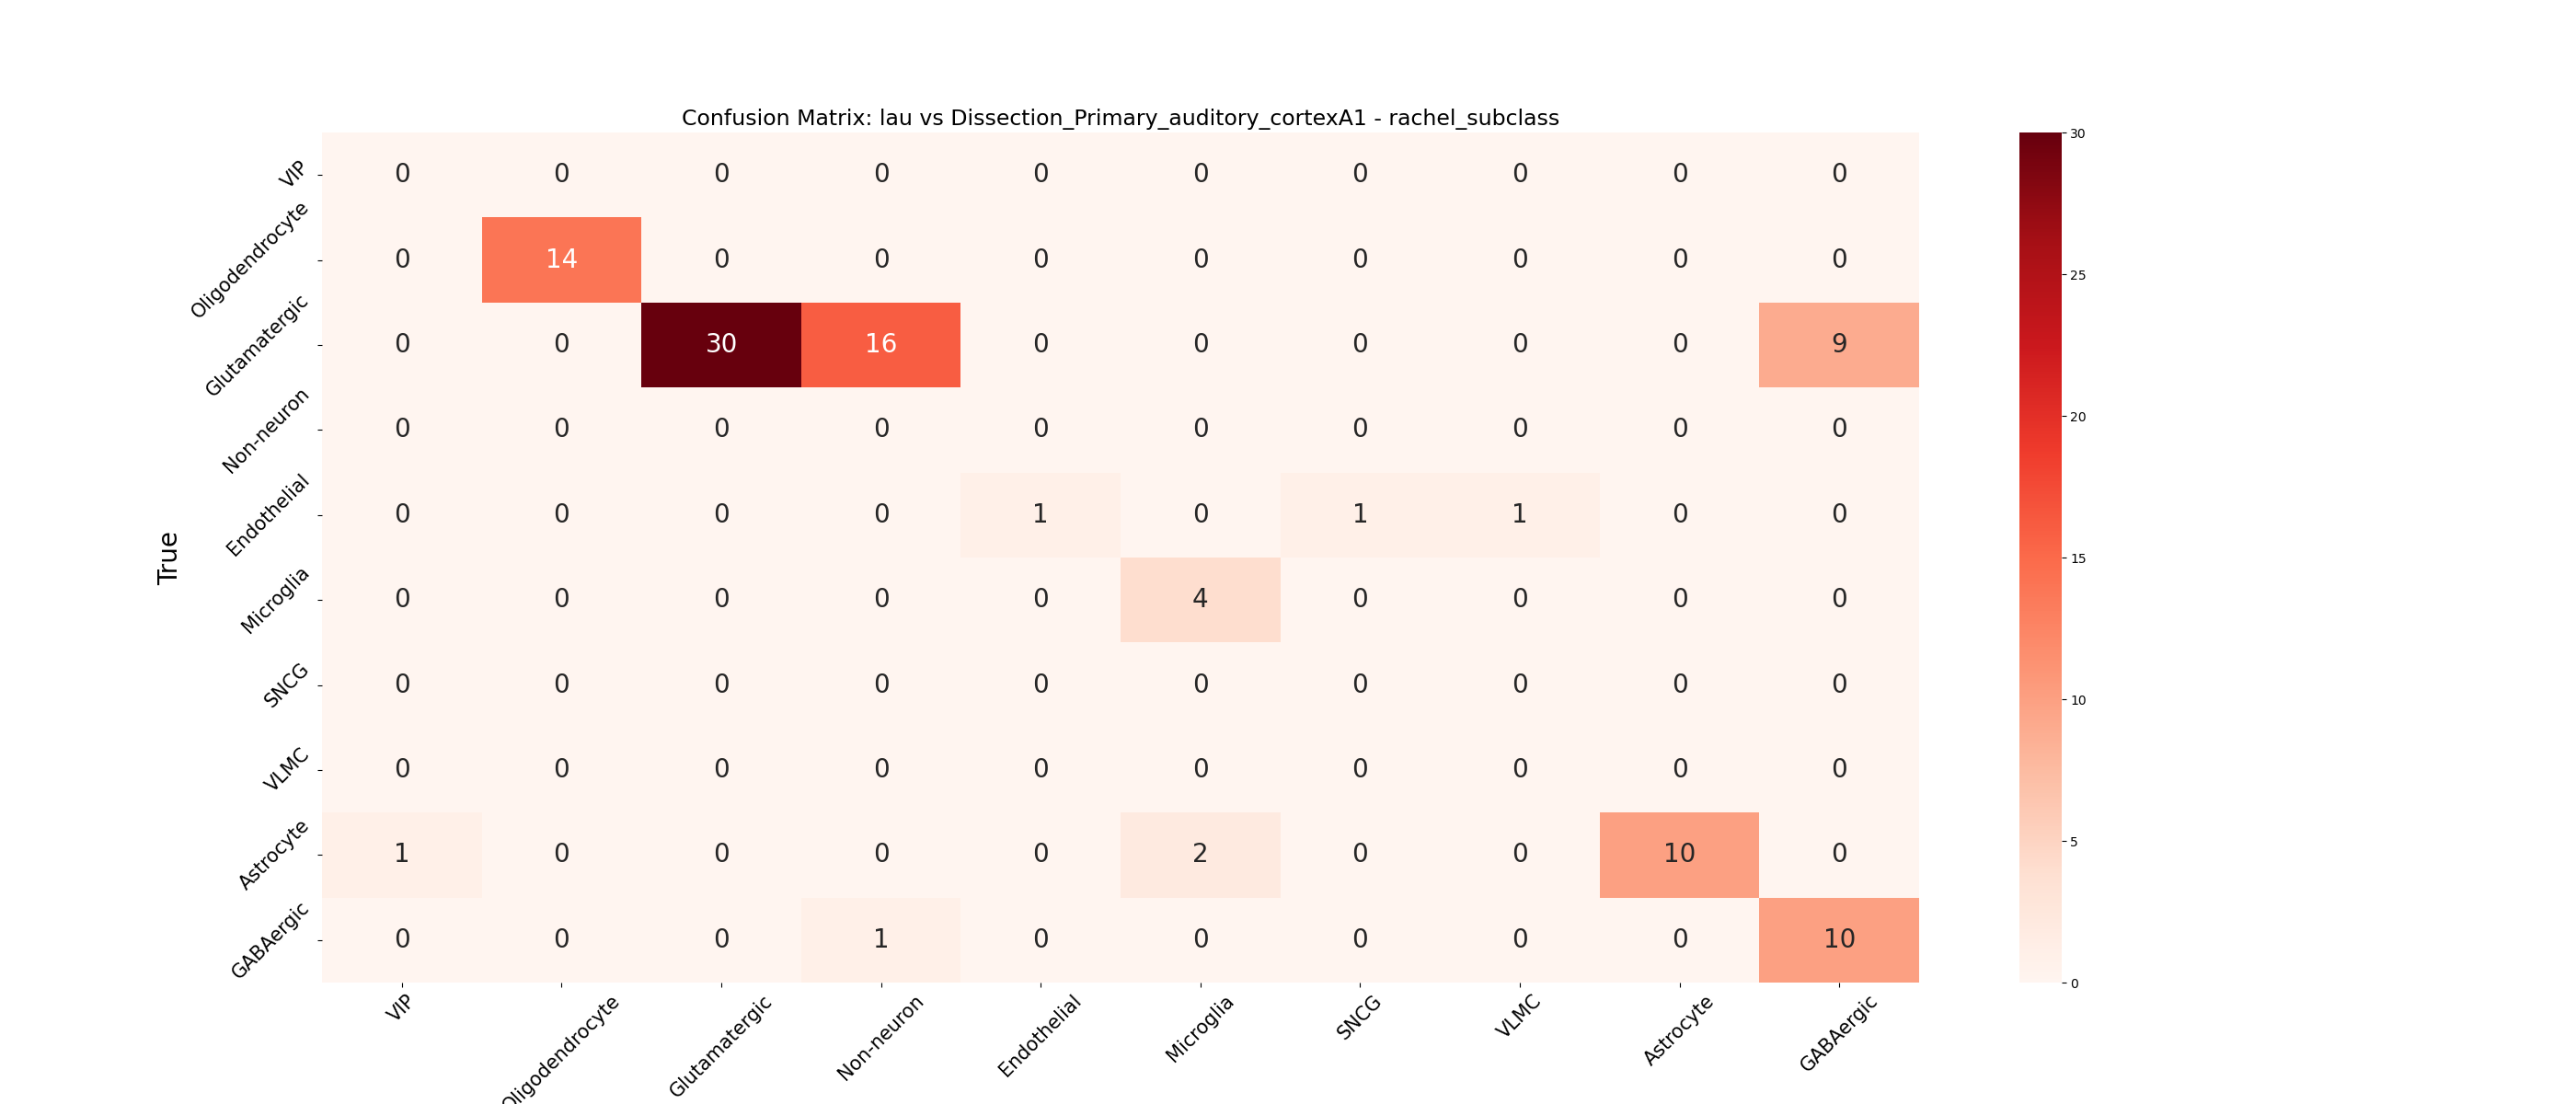 Confusion Matrix: lau vs Dissection_Primary_auditory_cortexA1 - rachel_subclass
True
VIP 0 0 0 0 0 0 0 0 0 0
Oligodendrocyte 0 14 0 0 0 0 0 0 0 0
Glutamatergic 0 0 30 16 0 0 0 0 0 9
Non-neuron 0 0 0 0 0 0 0 0 0 0
Endothelial 0 0 0 0 1 0 1 1 0 0
Microglia 0 0 0 0 0 4 0 0 0 0
SNCG 0 0 0 0 0 0 0 0 0 0
VLMC 0 0 0 0 0 0 0 0 0 0
Astrocyte 1 0 0 0 0 2 0 0 10 0
GABAergic 0 0 0 1 0 0 0 0 0 10
VIP Oligodendrocyte Glutamatergic Non-neuron Endothelial Microglia SNCG VLMC Astrocyte GABAergic
30
25
20
15
10
5
0